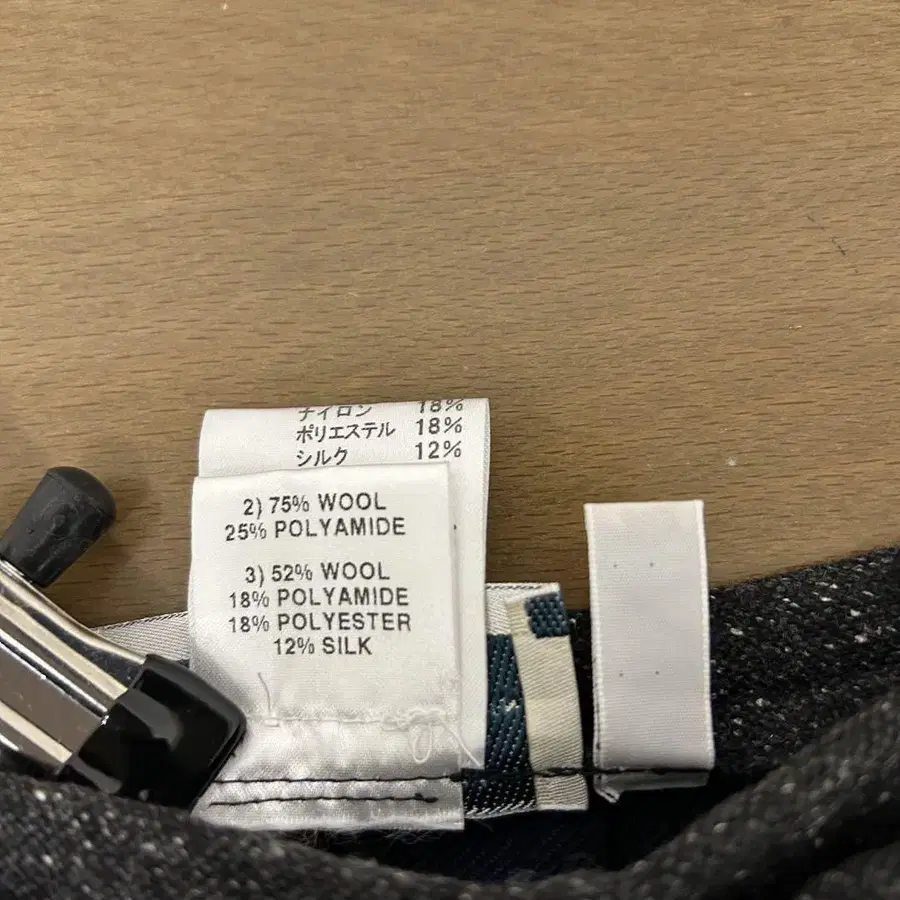 ナイロン 18%
ポリエステル 18%
シルク 12%
2) 75% WOOL
25% POLYAMIDE
3) 52% WOOL
18% POLYAMIDE
18% POLYESTER
12% SILK